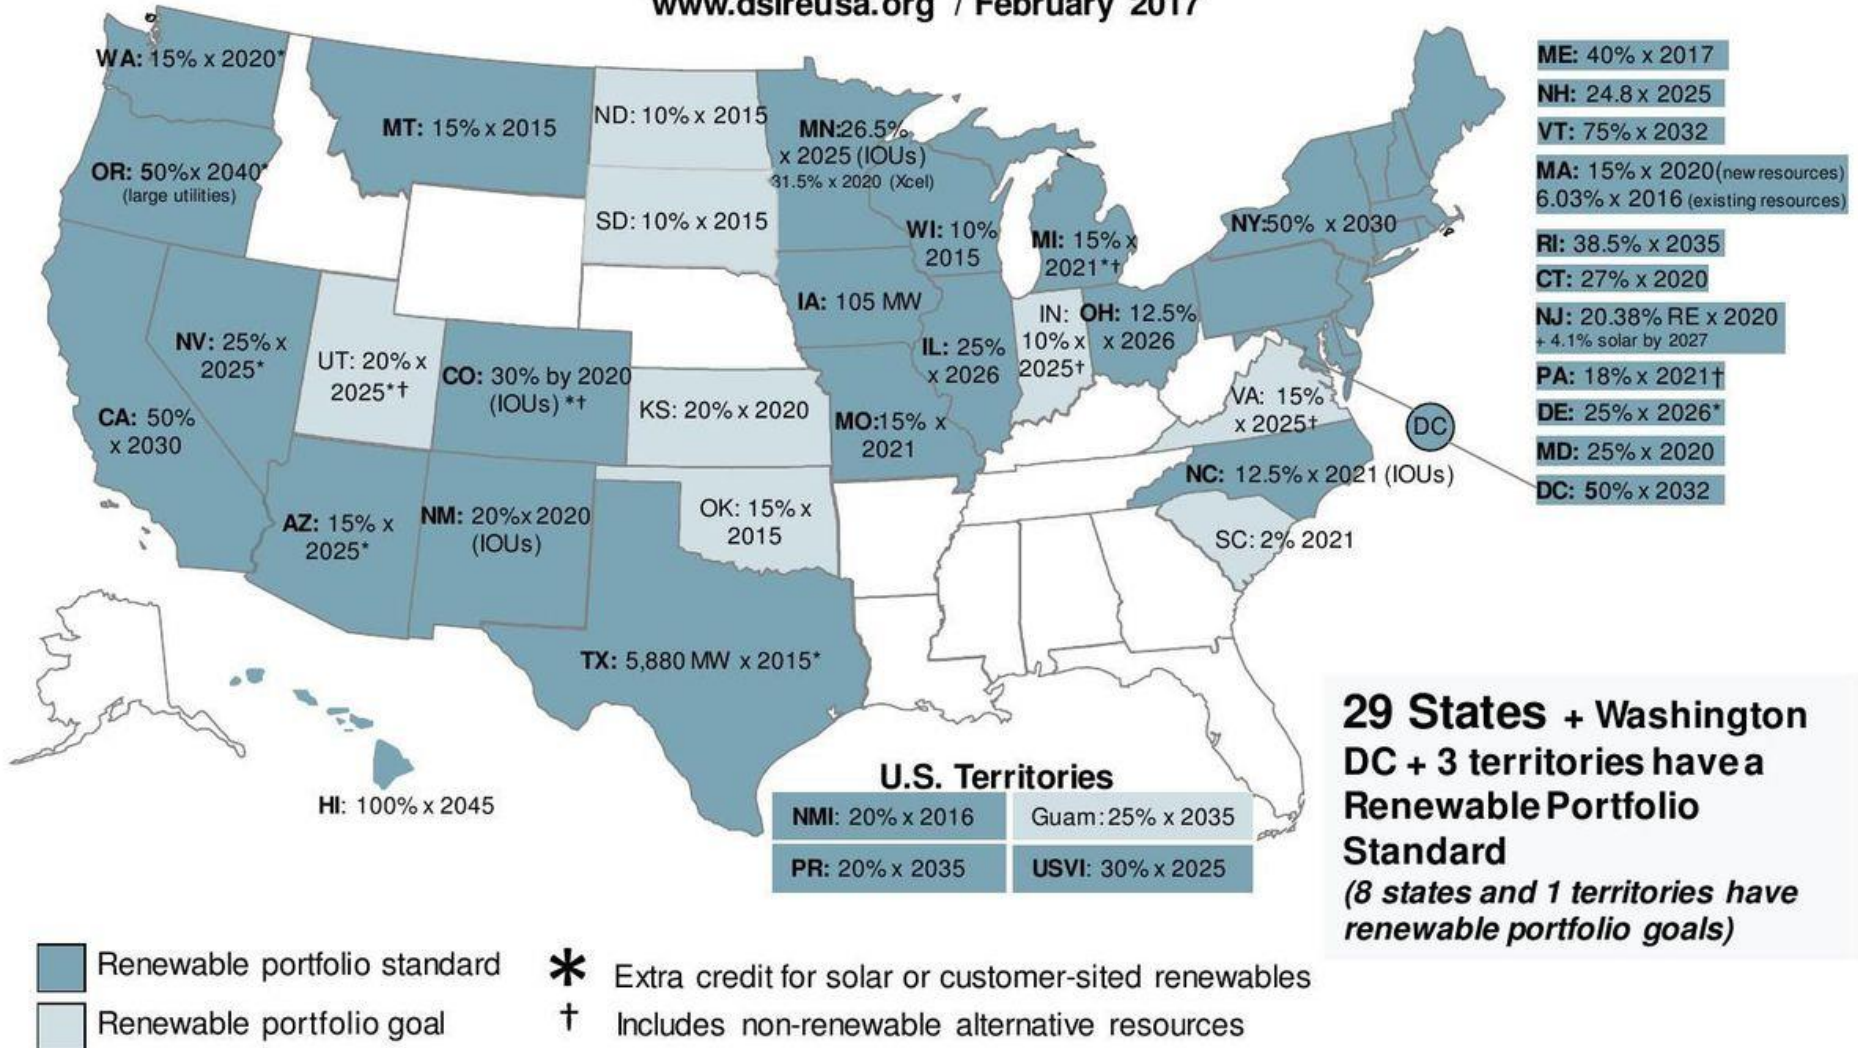 www.dsireusa.org / February 2017
WA: 15% x 2020*
OR: 50%x 2040*
(large utilities)
CA: 50%
x 2030
MT: 15% x 2015
NV: 25% x
2025*
UT: 20% x
2025*†
AZ: 15% x
2025*
ND: 10% x 2015
SD: 10% x 2015
CO: 30% by 2020
(IOUs) *†
NM: 20%x 2020
(IOUs)
KS: 20% x 2020
OK: 15% x
2015
TX: 5,880 MW x 2015*
MN:26.5%
x 2025 (IOUs)
31.5% x 2020 (Xcel)
IA: 105 MW
MO:15% x
2021
WI: 10%
2015
IL: 25%
x 2026
MI: 15% x
2021*†
IN:
10% x
2025†
OH: 12.5%
x 2026
NY:50% x 2030
VA: 15%
x 2025†
NC: 12.5% x 2021 (IOUs)
SC: 2% 2021
DC
HI: 100% x 2045
ME: 40% x 2017
NH: 24.8 x 2025
VT: 75% x 2032
MA: 15% x 2020(new resources)
6.03% x 2016 (existing resources)
RI: 38.5% x 2035
CT: 27% x 2020
NJ: 20.38% RE x 2020
+ 4.1% solar by 2027
PA: 18% x 2021†
DE: 25% x 2026*
MD: 25% x 2020
DC: 50% x 2032
U.S. Territories
NMI: 20% x 2016
Guam: 25% x 2035
PR: 20% x 2035
USVI: 30% x 2025
29 States + Washington
DC + 3 territories have a
Renewable Portfolio
Standard
(8 states and 1 territories have
renewable portfolio goals)
Renewable portfolio standard
Renewable portfolio goal
* Extra credit for solar or customer-sited renewables
† Includes non-renewable alternative resources